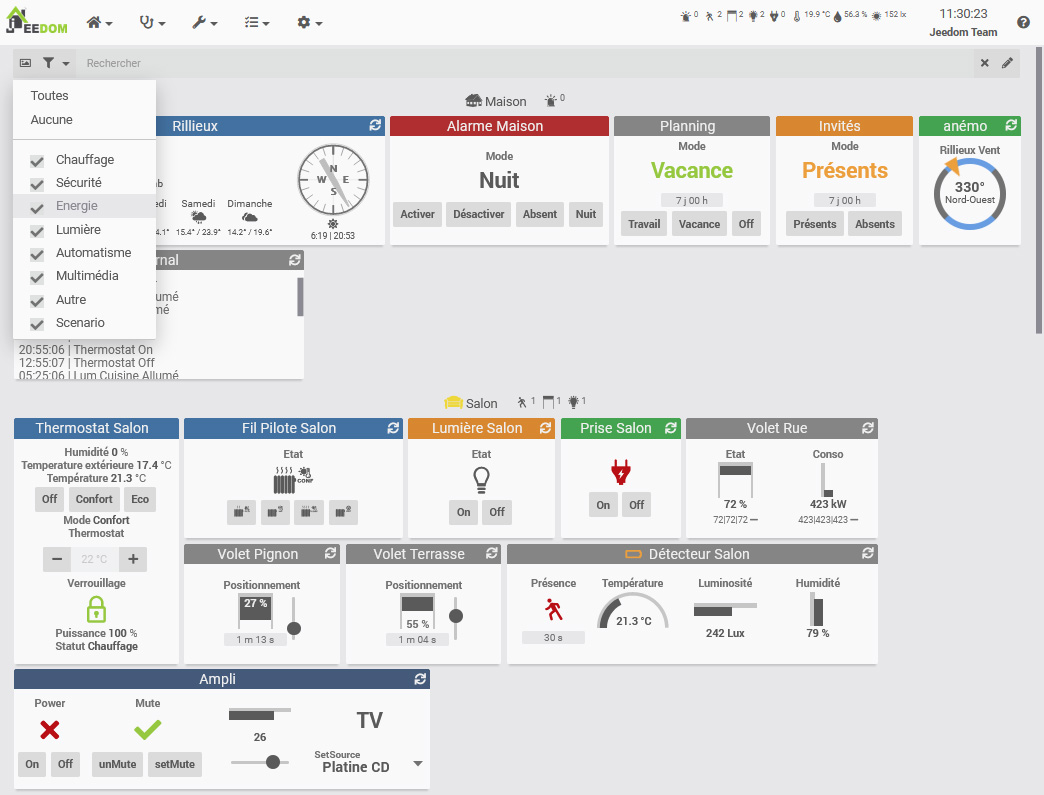 JEEDOM
0 2 2 2 0 19.9 °C 56.3 % 152 lx
11:30:23
Jeedom Team
Rechercher
Toutes
Aucune
Chauffage
Sécurité
Energie
Lumière
Automatisme
Multimédia
Autre
Scenario
Maison 0
Rillieux
Samedi Dimanche
15.4° / 23.9° 14.2° / 19.6°
N
W E
S
6:19 | 20:53
Alarme Maison
Mode
Nuit
Activer Désactiver Absent Nuit
Planning
Mode
Vacance
7 j 00 h
Travail Vacance Off
Invités
Mode
Présents
7 j 00 h
Présents Absents
anémo
Rillieux Vent
330°
Nord-Ouest
rnal
umé
mé
20:55:06 | Thermostat On
12:55:07 | Thermostat Off
05:25:06 | Lum Cuisine Allumé
Salon 1 1 1
Thermostat Salon
Humidité 0 %
Temperature extérieure 17.4 °C
Température 21.3 °C
Off Confort Eco
Mode Confort
Thermostat
− 22 °C +
Verrouillage
Puissance 100 %
Statut Chauffage
Fil Pilote Salon
Etat
CONF
Lumière Salon
Etat
On Off
Prise Salon
On Off
Volet Rue
Etat Conso
72 % 423 kW
72|72|72 − 423|423|423 −
Volet Pignon
Positionnement
27 %
1 m 13 s
Volet Terrasse
Positionnement
55 %
1 m 04 s
Détecteur Salon
Présence Température Luminosité Humidité
21.3 °C
30 s 242 Lux 79 %
Ampli
Power Mute
26
TV
On Off unMute setMute
SetSource
Platine CD